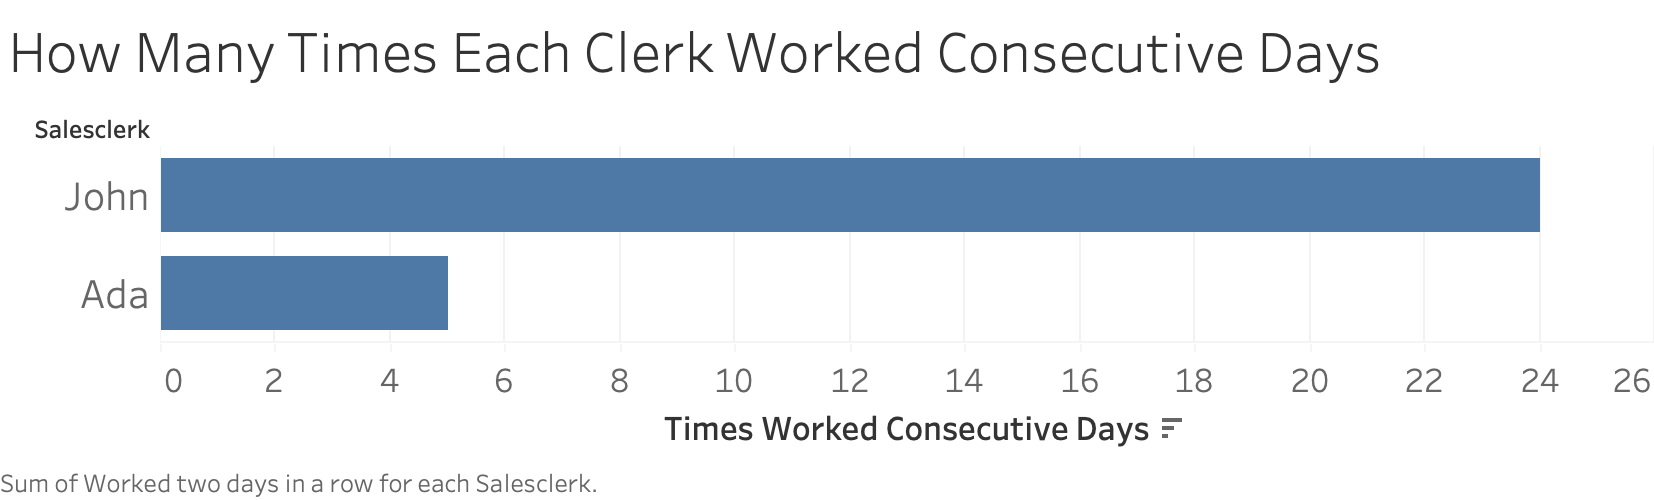 How Many Times Each Clerk Worked Consecutive Days
Salesclerk
John
Ada
0 2 4 6 8 10 12 14 16 18 20 22 24 26
Times Worked Consecutive Days
Sum of Worked two days in a row for each Salesclerk.